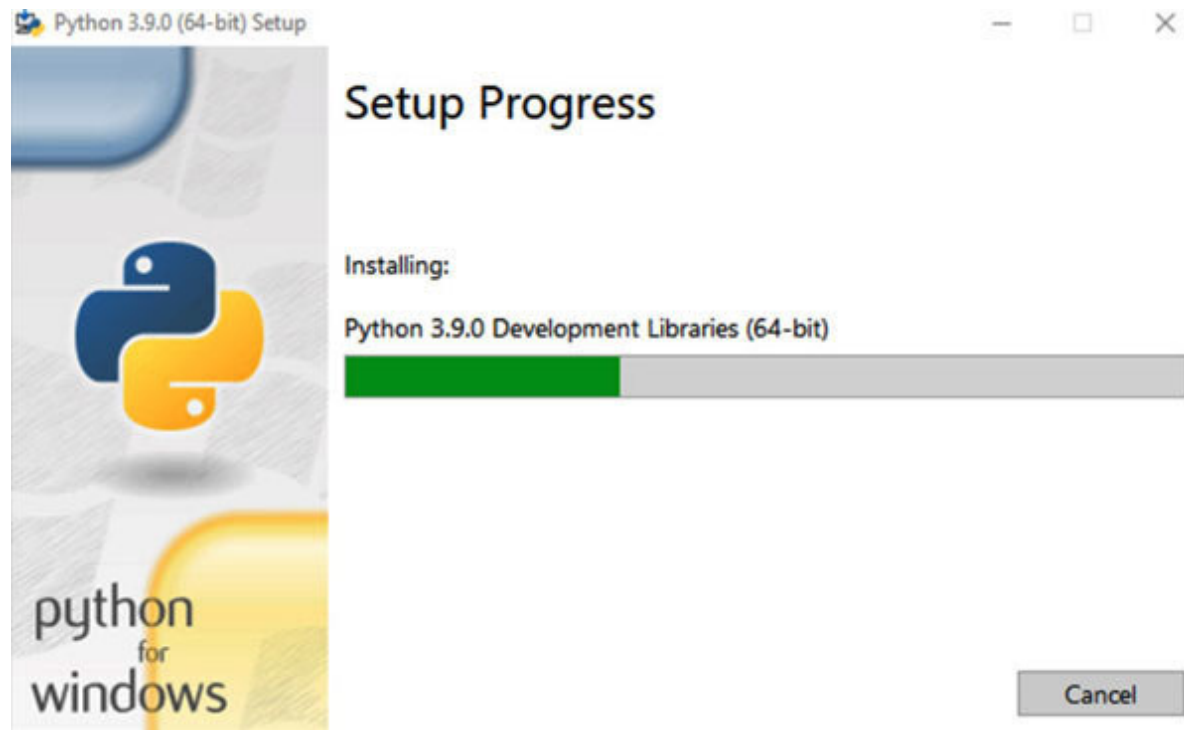 Python 3.9.0 (64-bit) Setup
Setup Progress
Installing:
Python 3.9.0 Development Libraries (64-bit)
python
for
windows
Cancel